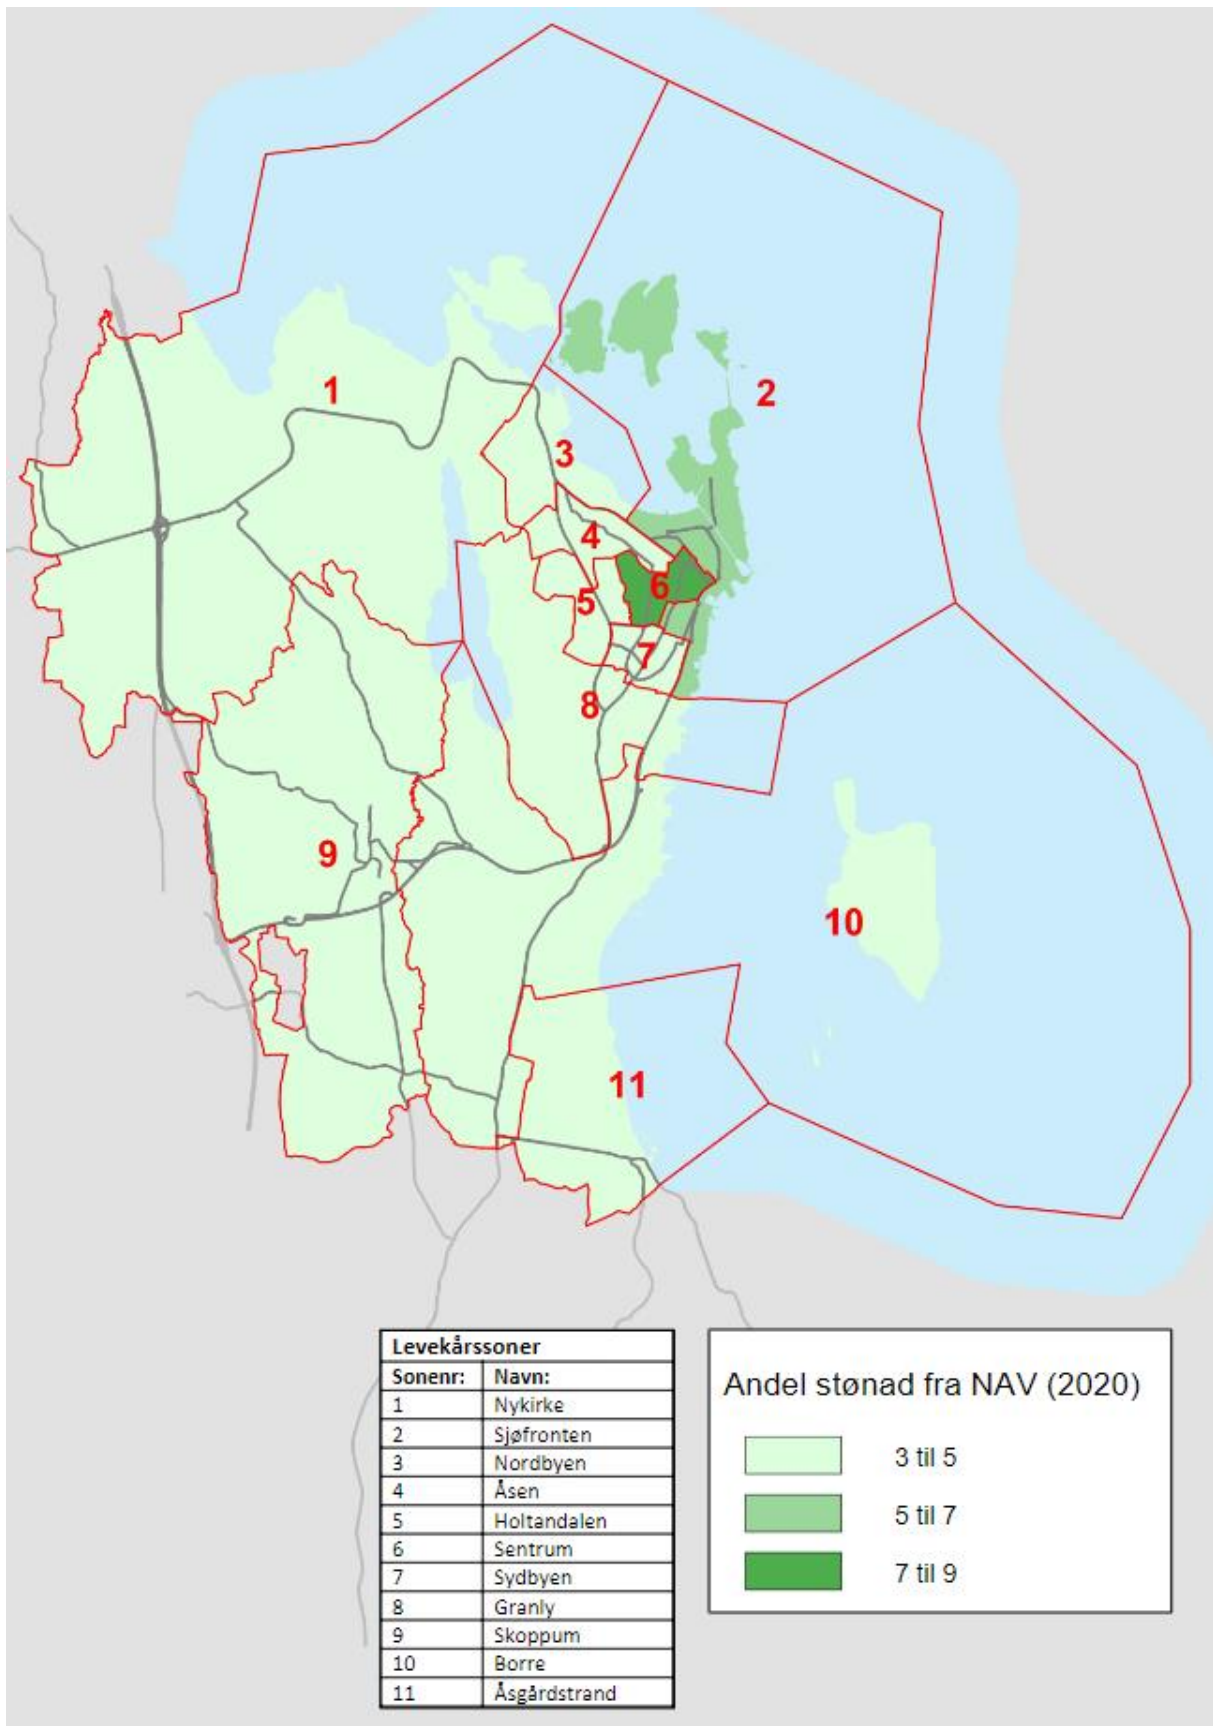 1
2
3
4
5
6
7
8
9
10
11
Levekårssoner
Sonenr: Navn:
1 Nykirke
2 Sjøfronten
3 Nordbyen
4 Åsen
5 Holtandalen
6 Sentrum
7 Sydbyen
8 Granly
9 Skoppum
10 Borre
11 Åsgårdstrand
Andel stønad fra NAV (2020)
3 til 5
5 til 7
7 til 9